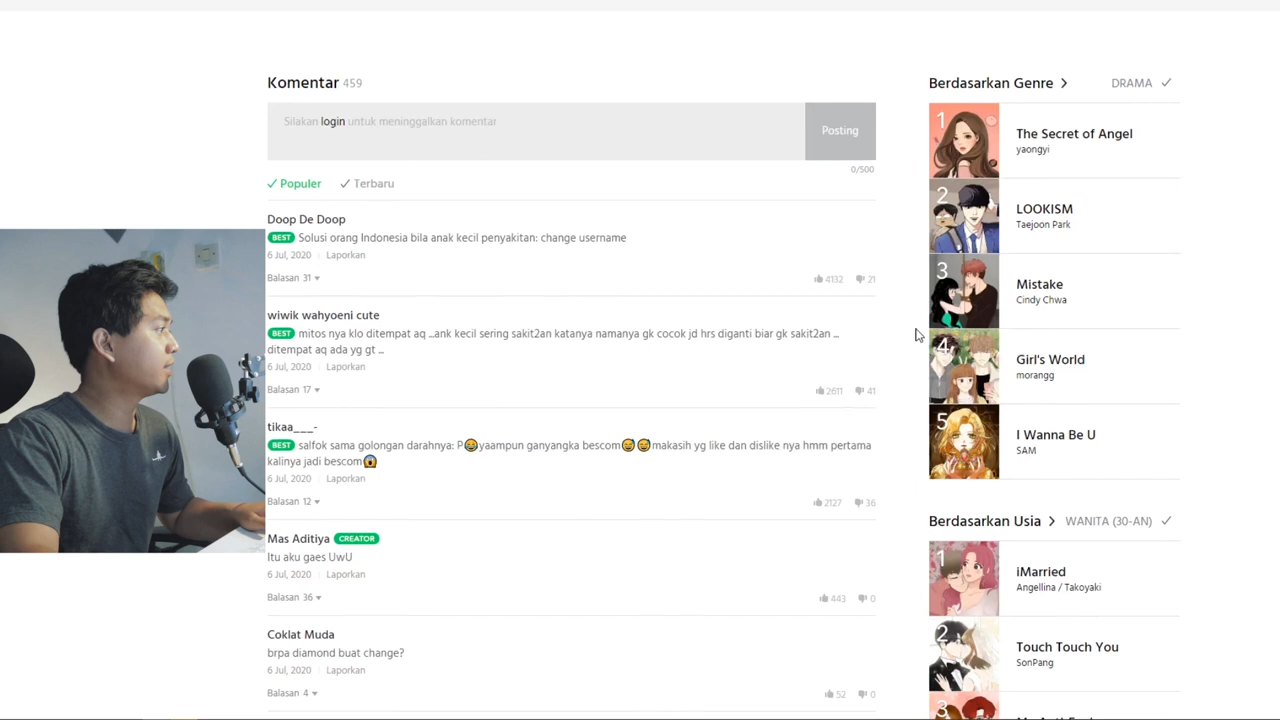 Komentar 459
Silakan login untuk meninggalkan komentar
Posting
0/500
Populer
Terbaru
Doop De Doop
BEST Solusi orang Indonesia bila anak kecil penyakitan: change username
6 Jul, 2020 | Laporkan
Balasan 31
4132 21
wiwik wahyoeni cute
BEST mitos nya klo ditempat aq ...ank kecil sering sakit2an katanya namanya gk cocok jd hrs diganti biar gk sakit2an ...
ditempat aq ada yg gt ...
6 Jul, 2020 | Laporkan
Balasan 17
2611 41
tikaa___-
BEST salfok sama golongan darahnya: P😂yaampun ganyangka bescom😅😅makasih yg like dan dislike nya hmm pertama
kalinya jadi bescom😱
6 Jul, 2020 | Laporkan
Balasan 12
2127 36
Mas Aditiya CREATOR
Itu aku gaes UwU
6 Jul, 2020 | Laporkan
Balasan 36
443 0
Coklat Muda
brpa diamond buat change?
6 Jul, 2020 | Laporkan
Balasan 4
52 0
Berdasarkan Genre > DRAMA
1
The Secret of Angel
yaongyi
2
LOOKISM
Taejoon Park
3
Mistake
Cindy Chwa
4
Girl's World
morangg
5
I Wanna Be U
SAM
Berdasarkan Usia > WANITA (30-AN)
1
iMarried
Angellina / Takoyaki
2
Touch Touch You
SonPang
3